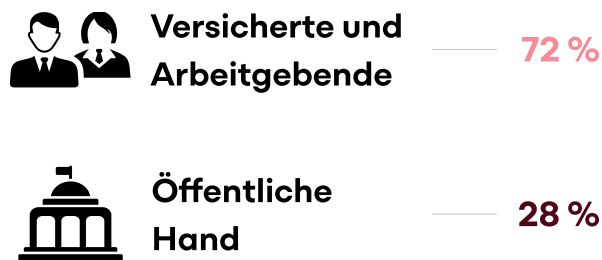 Versicherte und
Arbeitgebende
72 %
Öffentliche
Hand
28 %